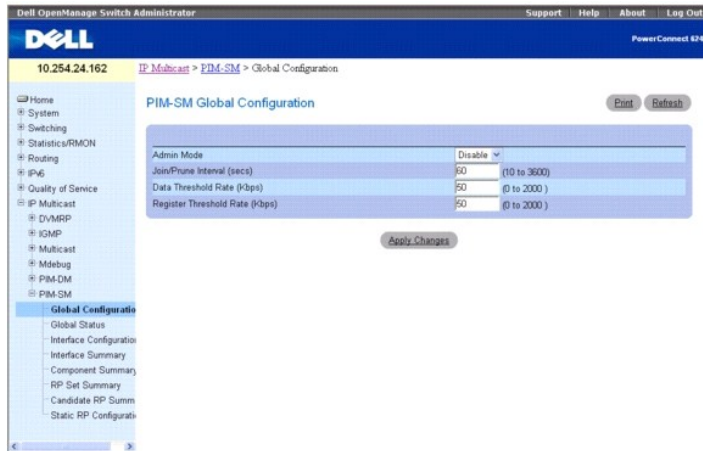 Dell OpenManage Switch Administrator
Support Help About Log Out
DELL
PowerConnect 624
10.254.24.162
IP Multicast > PIM-SM > Global Configuration
Home
System
Switching
Statistics/RMON
Routing
IPv6
Quality of Service
IP Multicast
DVMRP
IGMP
Multicast
Mdebug
PIM-DM
PIM-SM
Global Configuratio
Global Status
Interface Configuration
Interface Summary
Component Summary
RP Set Summary
Candidate RP Summ
Static RP Configurati
PIM-SM Global Configuration
Print Refresh
Admin Mode Disable
Join/Prune Interval (secs) 60 (10 to 3600)
Data Threshold Rate (Kbps) 50 (0 to 2000 )
Register Threshold Rate (Kbps) 50 (0 to 2000 )
Apply Changes